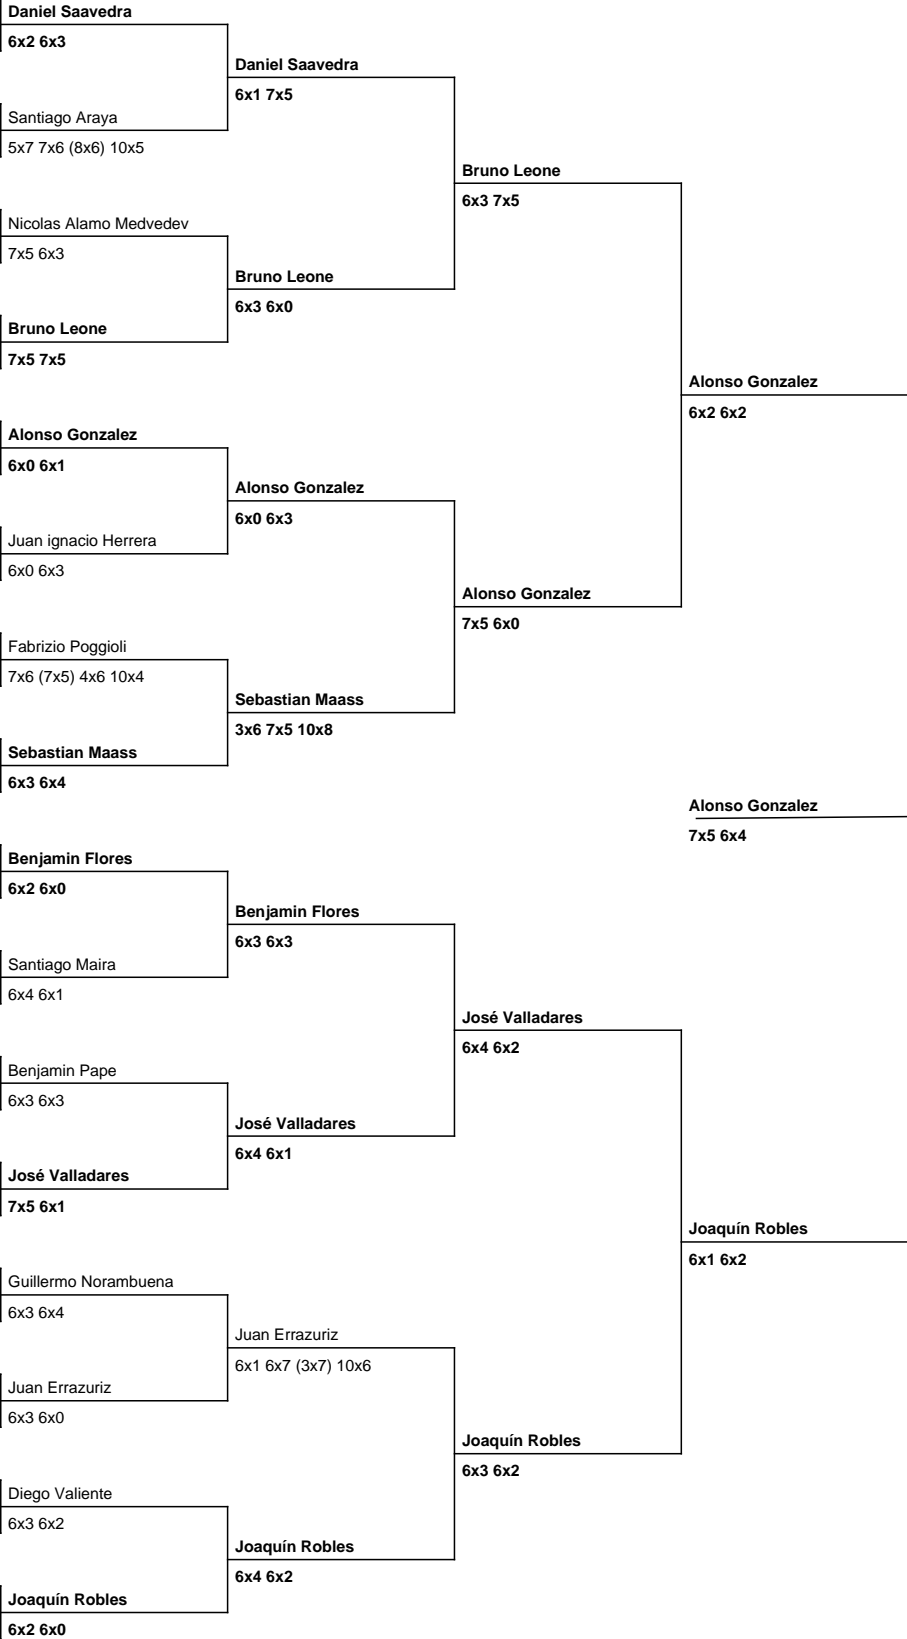 Daniel Saavedra
6x2 6x3
Daniel Saavedra
6x1 7x5
Santiago Araya
5x7 7x6 (8x6) 10x5
Bruno Leone
6x3 7x5
Nicolas Alamo Medvedev
7x5 6x3
Bruno Leone
6x3 6x0
Bruno Leone
7x5 7x5
Alonso Gonzalez
6x2 6x2
Alonso Gonzalez
6x0 6x1
Alonso Gonzalez
6x0 6x3
Juan ignacio Herrera
6x0 6x3
Alonso Gonzalez
7x5 6x0
Fabrizio Poggioli
7x6 (7x5) 4x6 10x4
Sebastian Maass
3x6 7x5 10x8
Sebastian Maass
6x3 6x4
Alonso Gonzalez
7x5 6x4
Benjamin Flores
6x2 6x0
Benjamin Flores
6x3 6x3
Santiago Maira
6x4 6x1
José Valladares
6x4 6x2
Benjamin Pape
6x3 6x3
José Valladares
6x4 6x1
José Valladares
7x5 6x1
Joaquín Robles
6x1 6x2
Guillermo Norambuena
6x3 6x4
Juan Errazuriz
6x1 6x7 (3x7) 10x6
Juan Errazuriz
6x3 6x0
Joaquín Robles
6x3 6x2
Diego Valiente
6x3 6x2
Joaquín Robles
6x4 6x2
Joaquín Robles
6x2 6x0